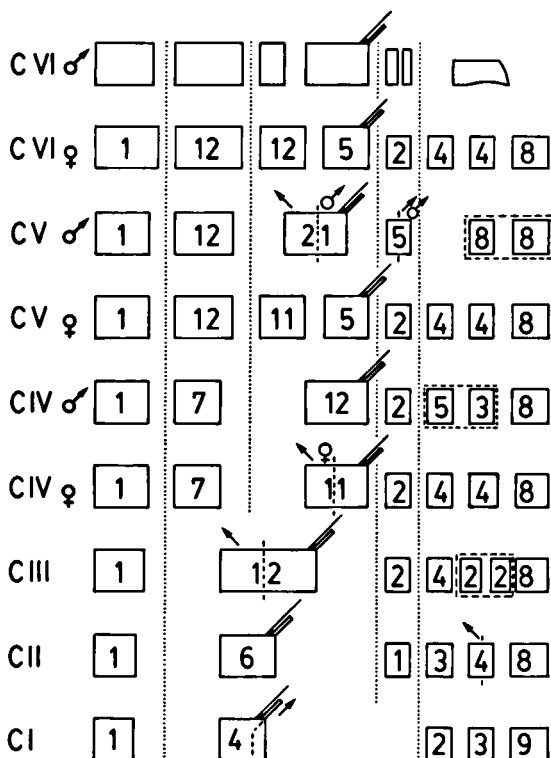 C VI ♂
C VI ♀ 1 12 12 5 2 4 4 8
C V ♂ 1 12 21 ♂ 5 ♂ 8 8
C V ♀ 1 12 11 5 2 4 4 8
C IV ♂ 1 7 12 2 5 3 8
C IV ♀ 1 7 11 ♀ 2 4 4 8
C III 1 12 2 4 2 2 8
C II 1 6 1 3 4 8
C I 1 4 2 3 9